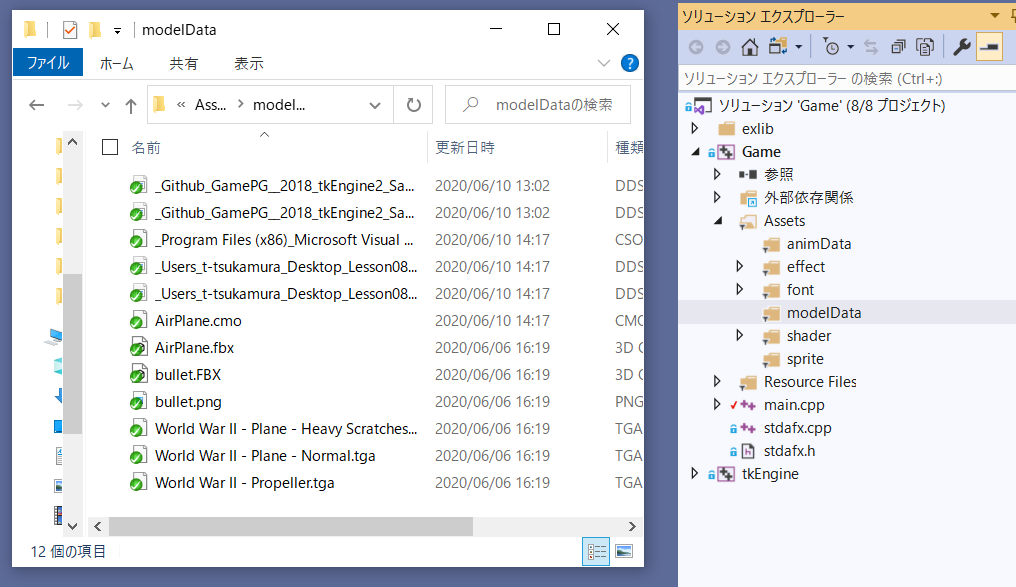 modelData
ファイル
ホーム
共有
表示
« Ass... > model...
modelDataの検索
名前
更新日時
種類
_Github_GamePG__2018_tkEngine2_Sa... 2020/06/10 13:02 DDS
_Github_GamePG__2018_tkEngine2_Sa... 2020/06/10 13:02 DDS
_Program Files (x86)_Microsoft Visual ... 2020/06/10 14:17 CSO
_Users_t-tsukamura_Desktop_Lesson08... 2020/06/10 14:17 DDS
_Users_t-tsukamura_Desktop_Lesson08... 2020/06/10 14:17 DDS
AirPlane.cmo 2020/06/10 14:17 CMO
AirPlane.fbx 2020/06/06 16:19 3D
bullet.FBX 2020/06/06 16:19 3D
bullet.png 2020/06/06 16:19 PNG
World War II - Plane - Heavy Scratches... 2020/06/06 16:19 TGA
World War II - Plane - Normal.tga 2020/06/06 16:19 TGA
World War II - Propeller.tga 2020/06/06 16:19 TGA
12 個の項目
ソリューション エクスプローラー
ソリューション エクスプローラー の検索 (Ctrl+:)
ソリューション 'Game' (8/8 プロジェクト)
exlib
Game
参照
外部依存関係
Assets
animData
effect
font
modelData
shader
sprite
Resource Files
main.cpp
stdafx.cpp
stdafx.h
tkEngine